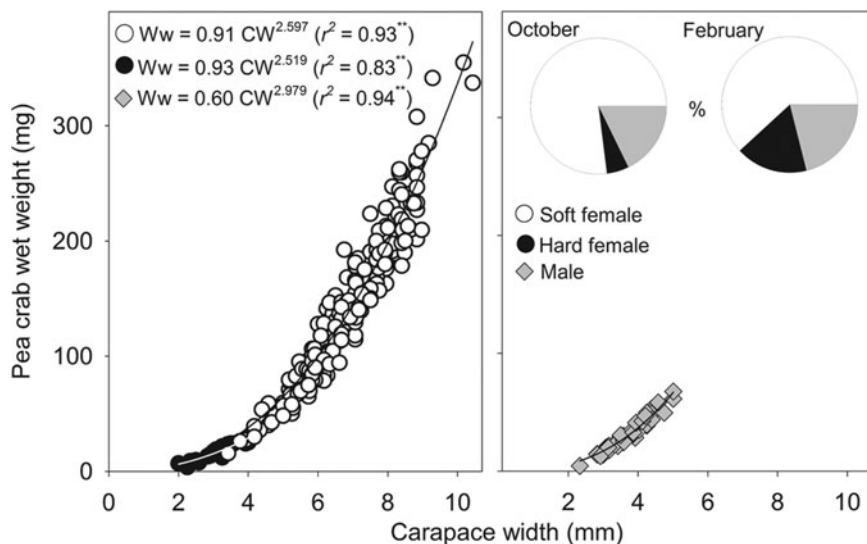 Ww = 0.91 CW^2.597 (r^2 = 0.93**)
Ww = 0.93 CW^2.519 (r^2 = 0.83**)
Ww = 0.60 CW^2.979 (r^2 = 0.94**)
October
February
%
Soft female
Hard female
Male
Pea crab wet weight (mg)
300
200
100
0
0 2 4 6 8 10
2 4 6 8 10
Carapace width (mm)